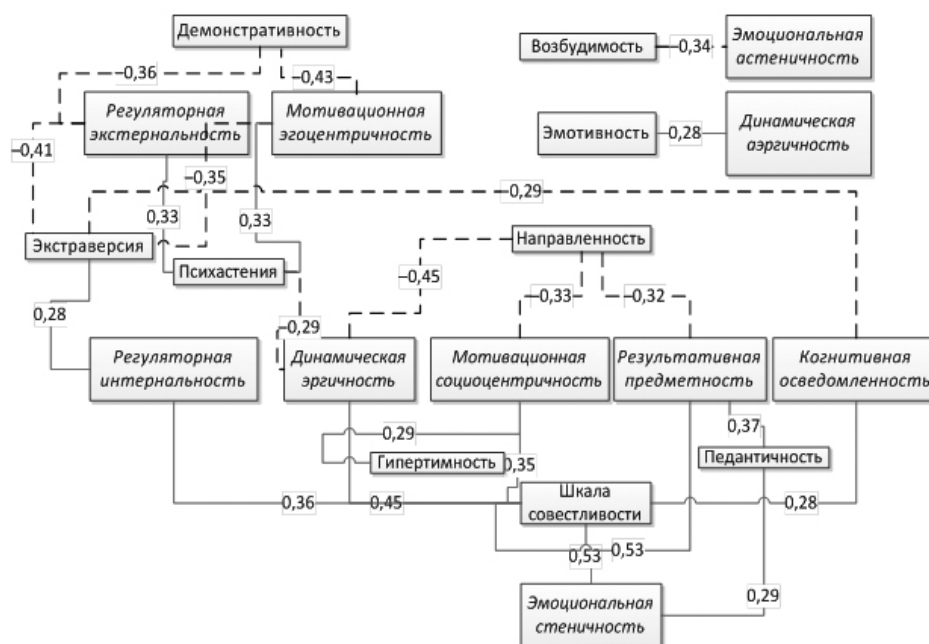 Демонстративность
Возбудимость
–0,34
Эмоциональная
астеничность
–0,36
–0,43
Регуляторная
экстернальность
Мотивационная
эгоцентричность
Эмотивность
0,28
Динамическая
аэргичность
–0,41
–0,35
0,29
0,33
0,33
Экстраверсия
Направленность
Психастения
–0,45
0,28
–0,29
–0,33
–0,32
Регуляторная
интернальность
Динамическая
эргичность
Мотивационная
социоцентричность
Результативная
предметность
Когнитивная
осведомленность
0,29
0,37
Гипертимность
0,35
Педантичность
0,36
0,45
Шкала
совестливости
0,28
0,53
0,53
Эмоциональная
стеничность
0,29